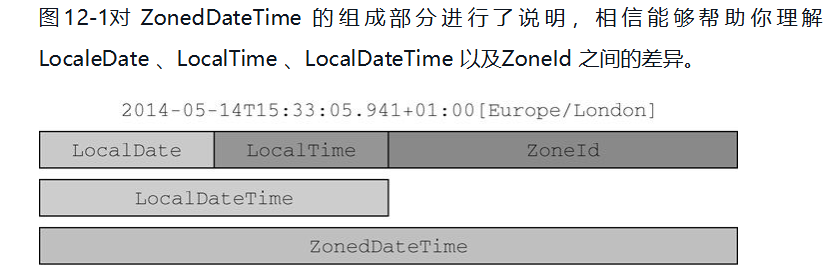 图12-1对 ZonedDateTime 的组成部分进行了说明，相信能够帮助你理解
LocaleDate 、LocalTime 、LocalDateTime 以及ZoneId 之间的差异。
2014-05-14T15:33:05.941+01:00[Europe/London]
LocalDate LocalTime ZoneId
LocalDateTime
ZonedDateTime